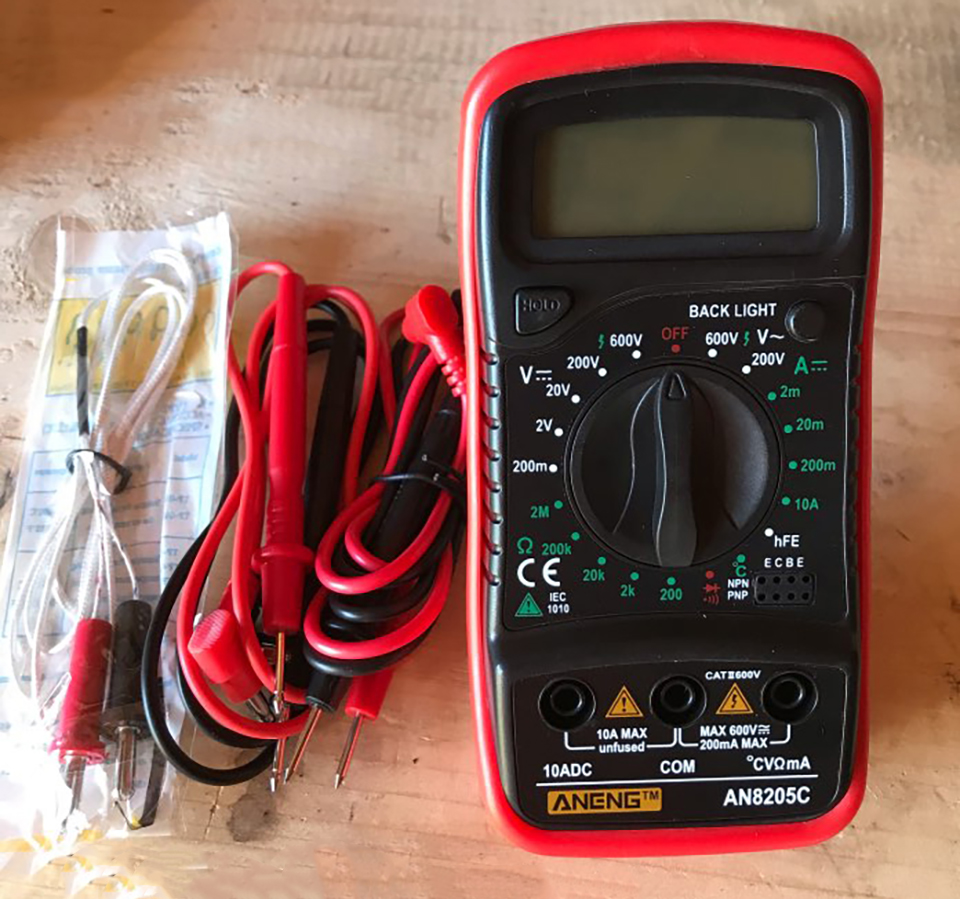 HOLD
BACK LIGHT
OFF
600V
600V V~
200V
200V
V
A
20V
2m
2V
20m
200m
200m
2M
10A
Ω 200k
hFE
20k
2k
200
°C
E C B E
NPN
PNP
CE
IEC
1010
CAT II 600V
10A MAX
unfused
MAX 600V
200mA MAX
10ADC
COM
°CVΩmA
ANENG™
AN8205C